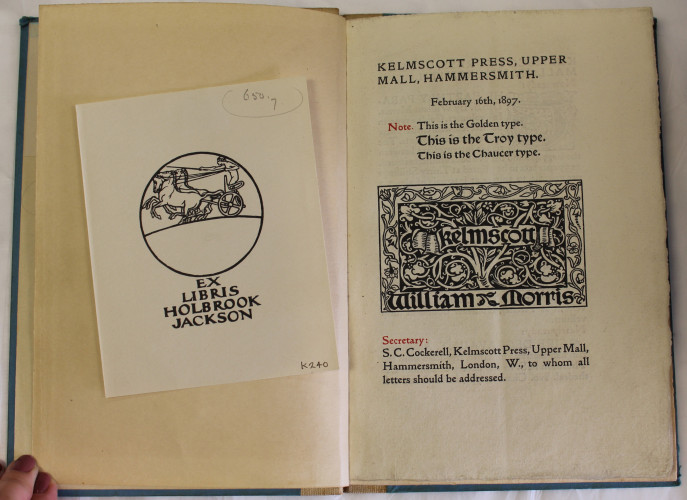 650.7
EX
LIBRIS
HOLBROOK
JACKSON
K240
KELMSCOTT PRESS, UPPER
MALL, HAMMERSMITH.
February 16th, 1897.
Note. This is the Golden type.
This is the Troy type.
This is the Chaucer type.
kelmscott
William Morris
Secretary:
S. C. Cockerell, Kelmscott Press, Upper Mall,
Hammersmith, London, W., to whom all
letters should be addressed.